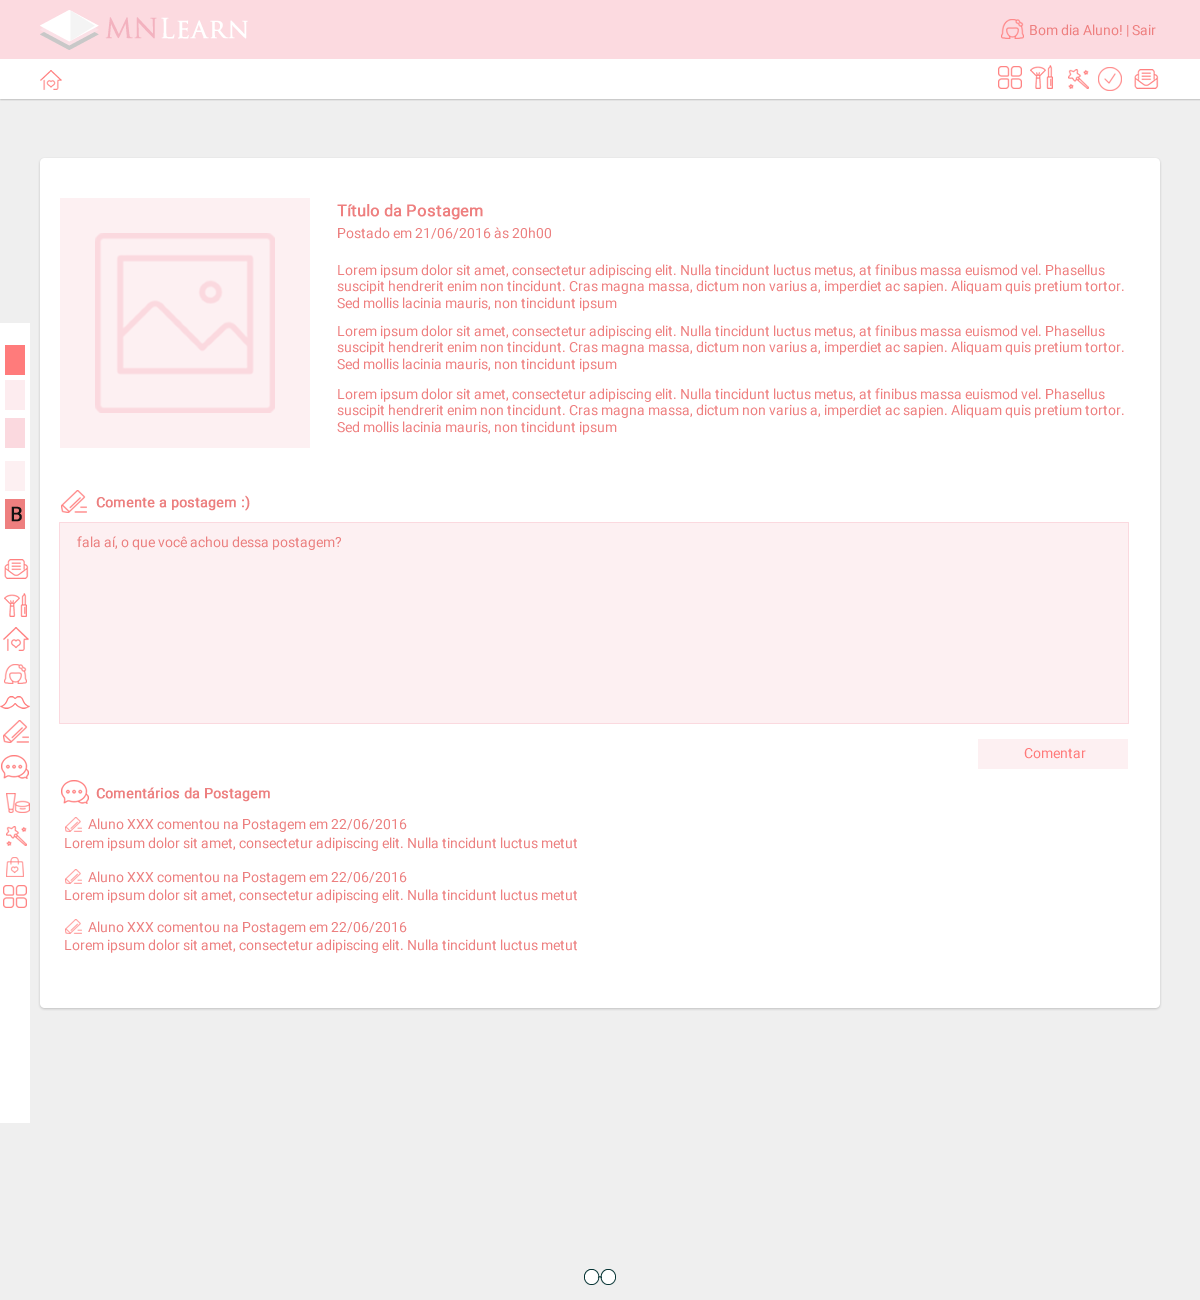 MNLEARN
Bom dia Aluno! | Sair
Título da Postagem
Postado em 21/06/2016 às 20h00
Lorem ipsum dolor sit amet, consectetur adipiscing elit. Nulla tincidunt luctus metus, at finibus massa euismod vel. Phasellus
suscipit hendrerit enim non tincidunt. Cras magna massa, dictum non varius a, imperdiet ac sapien. Aliquam quis pretium tortor.
Sed mollis lacinia mauris, non tincidunt ipsum
Lorem ipsum dolor sit amet, consectetur adipiscing elit. Nulla tincidunt luctus metus, at finibus massa euismod vel. Phasellus
suscipit hendrerit enim non tincidunt. Cras magna massa, dictum non varius a, imperdiet ac sapien. Aliquam quis pretium tortor.
Sed mollis lacinia mauris, non tincidunt ipsum
Lorem ipsum dolor sit amet, consectetur adipiscing elit. Nulla tincidunt luctus metus, at finibus massa euismod vel. Phasellus
suscipit hendrerit enim non tincidunt. Cras magna massa, dictum non varius a, imperdiet ac sapien. Aliquam quis pretium tortor.
Sed mollis lacinia mauris, non tincidunt ipsum
B
Comente a postagem :)
fala aí, o que você achou dessa postagem?
Comentar
Comentários da Postagem
Aluno XXX comentou na Postagem em 22/06/2016
Lorem ipsum dolor sit amet, consectetur adipiscing elit. Nulla tincidunt luctus metut
Aluno XXX comentou na Postagem em 22/06/2016
Lorem ipsum dolor sit amet, consectetur adipiscing elit. Nulla tincidunt luctus metut
Aluno XXX comentou na Postagem em 22/06/2016
Lorem ipsum dolor sit amet, consectetur adipiscing elit. Nulla tincidunt luctus metut